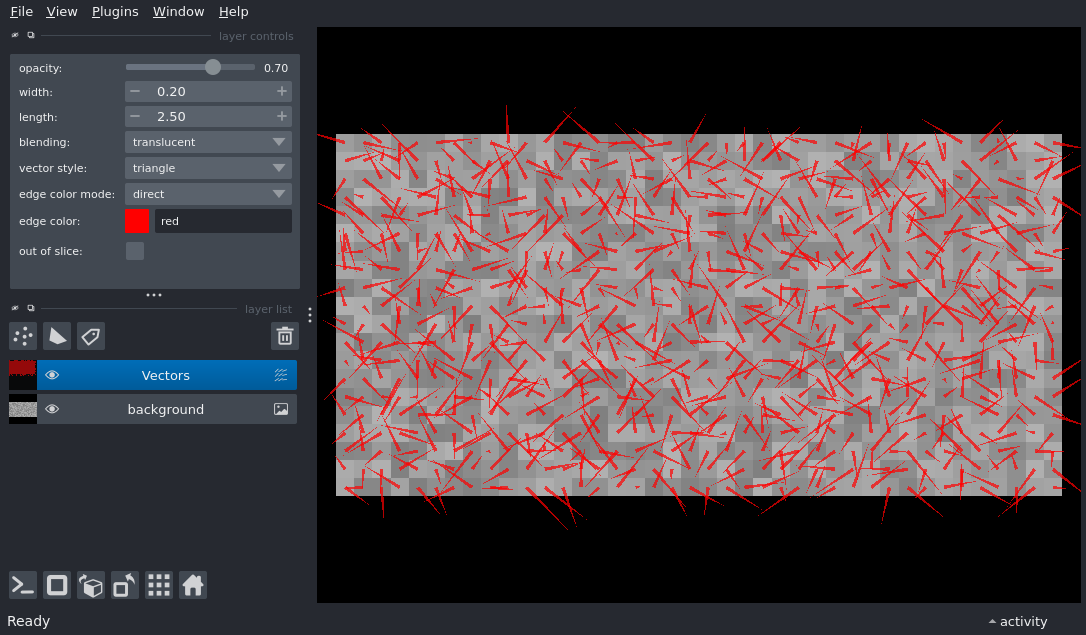 File View Plugins Window Help
layer controls
opacity: 0.70
width: − 0.20 +
length: − 2.50 +
blending: translucent
vector style: triangle
edge color mode: direct
edge color: red
out of slice:
layer list
Vectors
background
Ready
activity